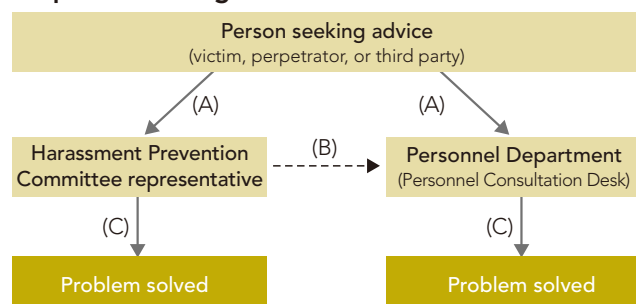 Person seeking advice
(victim, perpetrator, or third party)
(A)
(A)
Harassment Prevention
Committee representative
(B)
Personnel Department
(Personnel Consultation Desk)
(C)
(C)
Problem solved
Problem solved